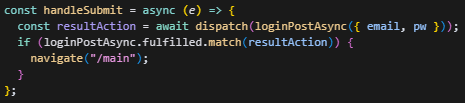 const handleSubmit = async (e) => {
  const resultAction = await dispatch(loginPostAsync({ email, pw }));
  if (loginPostAsync.fulfilled.match(resultAction)) {
    navigate("/main");
  }
};